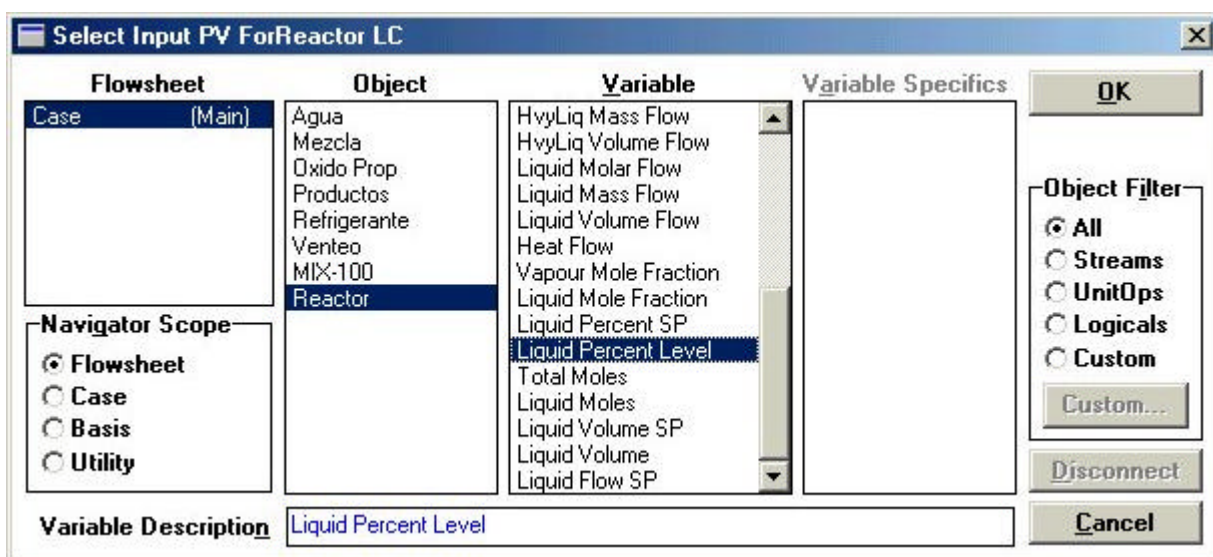 Select Input PV ForReactor LC
Flowsheet
Case (Main)
Navigator Scope
Flowsheet
Case
Basis
Utility
Object
Agua
Mezcla
Oxido Prop
Productos
Refrigerante
Venteo
MIX-100
Reactor
Variable
HvyLiq Mass Flow
HvyLiq Volume Flow
Liquid Molar Flow
Liquid Mass Flow
Liquid Volume Flow
Heat Flow
Vapour Mole Fraction
Liquid Mole Fraction
Liquid Percent SP
Liquid Percent Level
Total Moles
Liquid Moles
Liquid Volume SP
Liquid Volume
Liquid Flow SP
Variable Specifics
OK
Object Filter
All
Streams
UnitOps
Logicals
Custom
Custom...
Disconnect
Cancel
Variable Description Liquid Percent Level